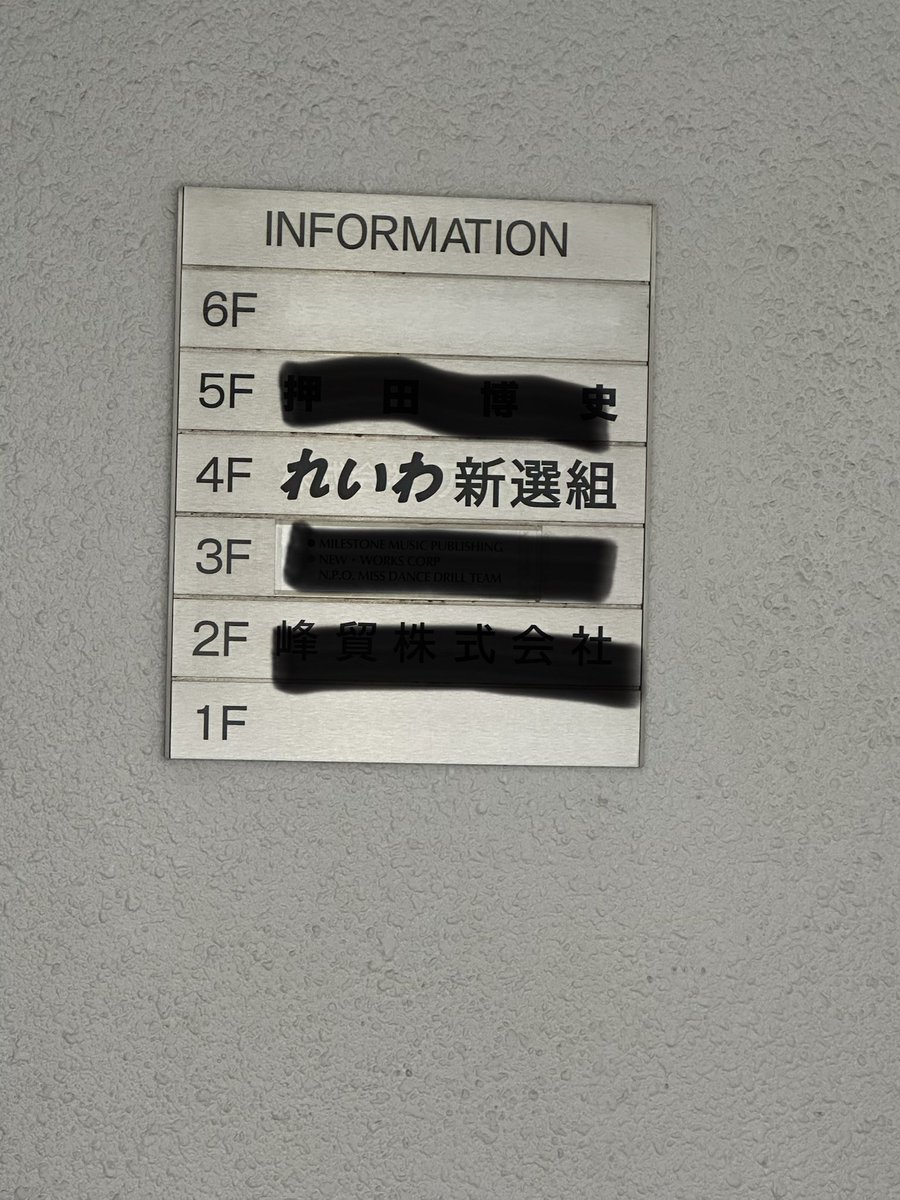 INFORMATION
6F
5F 押田博史
4F れいわ新選組
3F ● MILESTONE MUSIC PUBLISHING
● NEW・WORKS CORP
N.P.O. MISS DANCE DRILL TEAM
2F 峰貿株式会社
1F